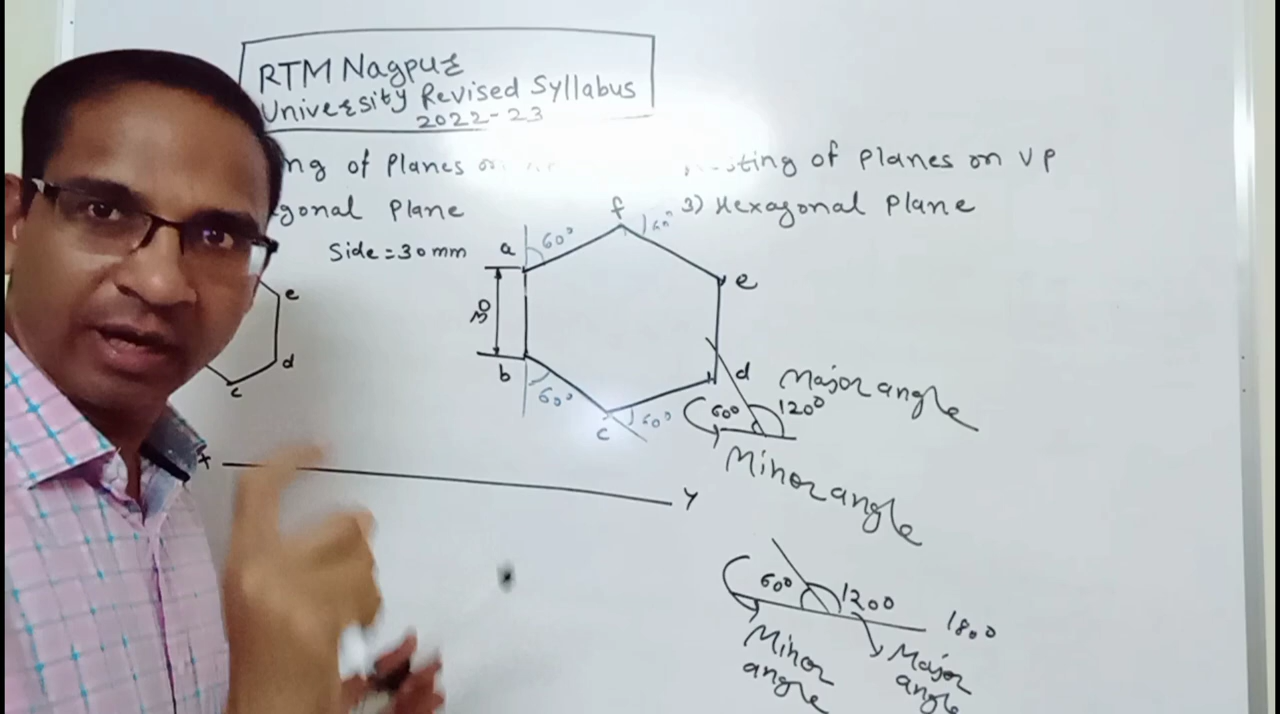 RTM Nagpur
University Revised Syllabus
2022-23
ng of Planes o
sting of Planes on VP
gonal Plane
3) Hexagonal Plane
Side = 30 mm
f
60°
60°
a
e
e
30
b
d
d
c
60°
60°
c
60°
120°
Major angle
Minor angle
X
Y
60°
120°
180°
Minor
angle
Major
angle